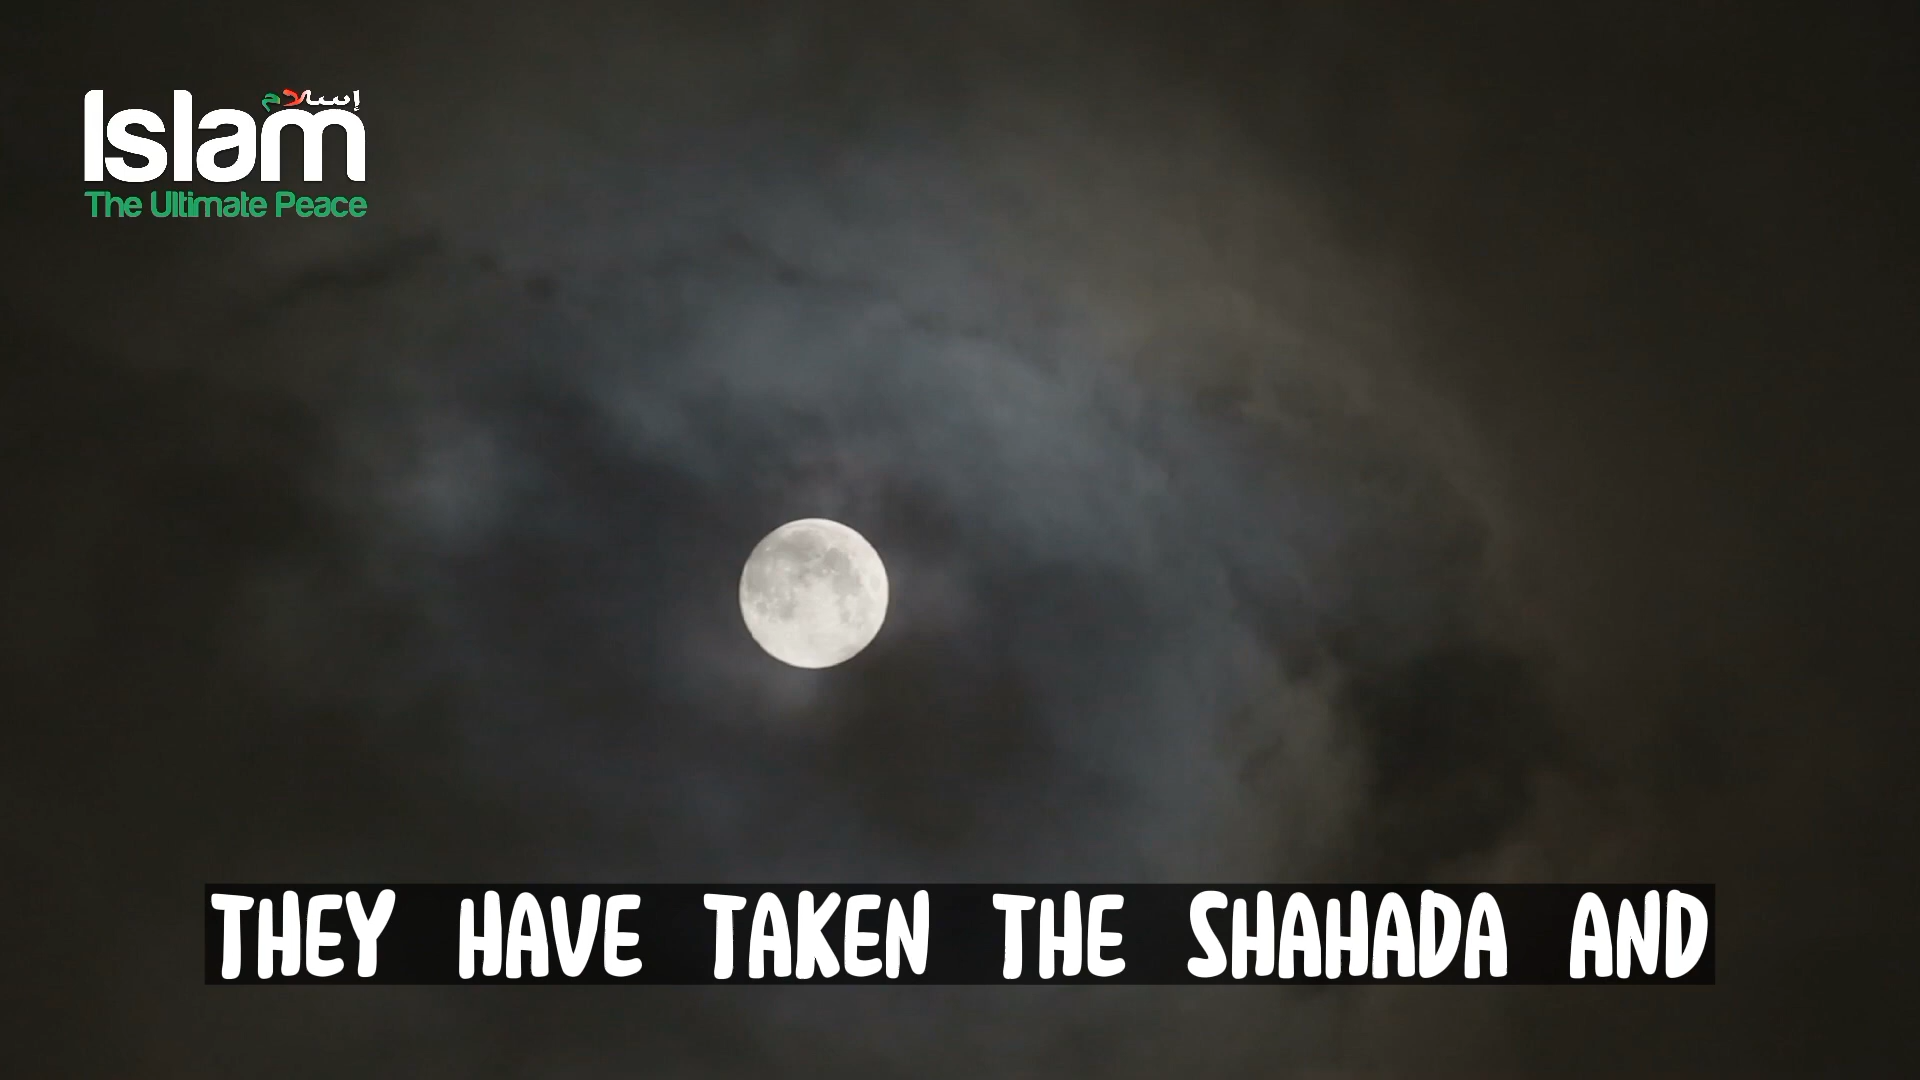 إسلام
Islam
The Ultimate Peace
THEY HAVE TAKEN THE SHAHADA AND